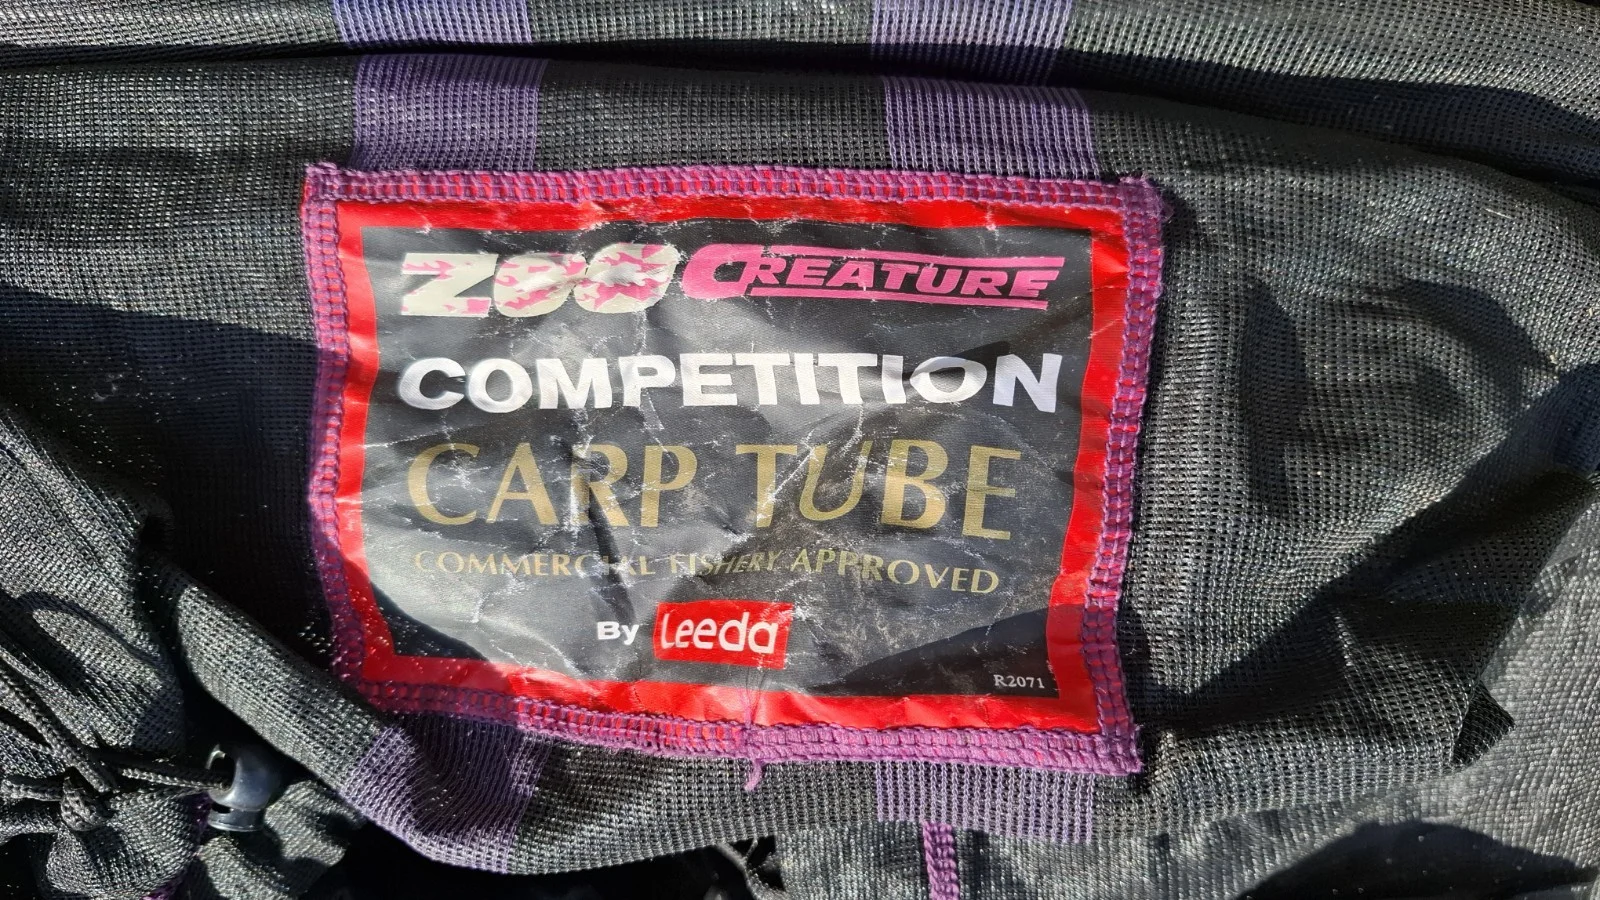 ZOO CREATURE
COMPETITION
CARP TUBE
COMMERCIAL FISHERY APPROVED
By Leeda
R2071